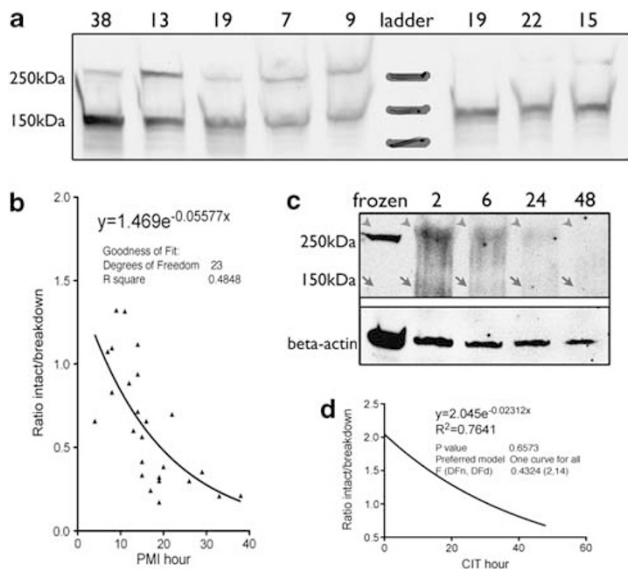 a
38 13 19 7 9 ladder 19 22 15
250kDa
150kDa
b
y=1.469e-0.05577x
Goodness of Fit:
Degrees of Freedom 23
R square 0.4848
Ratio intact/breakdown
2.0
1.5
1.0
0.5
0.0
0 10 20 30 40
PMI hour
c
frozen 2 6 24 48
250kDa
150kDa
beta-actin
d
y=2.045e-0.02312x
R2=0.7641
P value 0.6573
Preferred model One curve for all
F (DFn, DFd) 0.4324 (2,14)
Ratio intact/breakdown
2.5
2.0
1.5
1.0
0.5
0 20 40 60
CIT hour